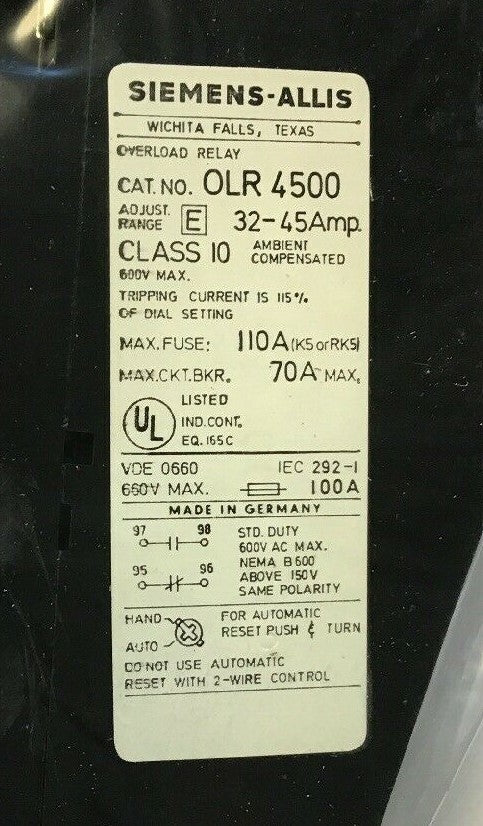 SIEMENS-ALLIS
WICHITA FALLS, TEXAS
OVERLOAD RELAY
CAT. NO. OLR 4500
ADJUST. RANGE E 32-45Amp.
CLASS 10 AMBIENT COMPENSATED
600V MAX.
TRIPPING CURRENT IS 115%
OF DIAL SETTING
MAX. FUSE: 110A (K5 or RK5)
MAX. CKT. BKR. 70A MAX.
UL LISTED
IND. CONT.
EQ. 165C
VDE 0660 IEC 292-1
660V MAX. 100A
MADE IN GERMANY
97 98 STD. DUTY
600V AC MAX.
NEMA B600
95 96 ABOVE 150V
SAME POLARITY
HAND FOR AUTOMATIC
AUTO RESET PUSH & TURN
DO NOT USE AUTOMATIC
RESET WITH 2-WIRE CONTROL